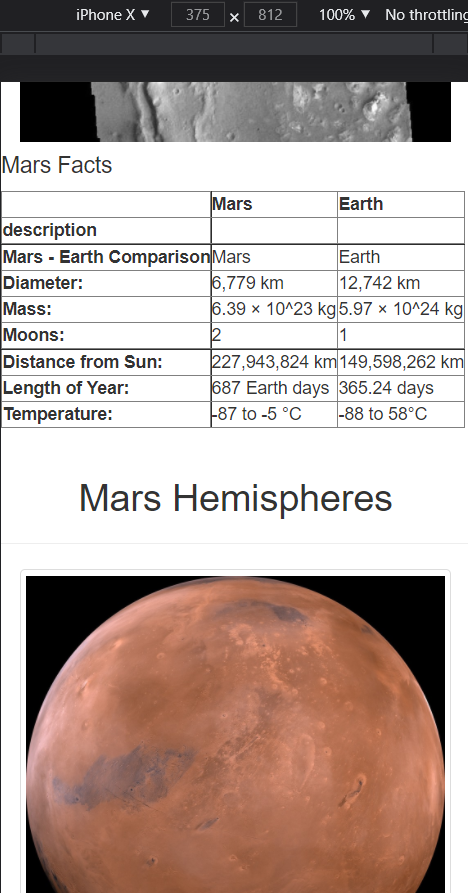 iPhone X ▼ 375 × 812 100% ▼ No throttling
Mars Facts
Mars Earth
description
Mars - Earth Comparison Mars Earth
Diameter: 6,779 km 12,742 km
Mass: 6.39 × 10^23 kg 5.97 × 10^24 kg
Moons: 2 1
Distance from Sun: 227,943,824 km 149,598,262 km
Length of Year: 687 Earth days 365.24 days
Temperature: -87 to -5 °C -88 to 58°C
Mars Hemispheres